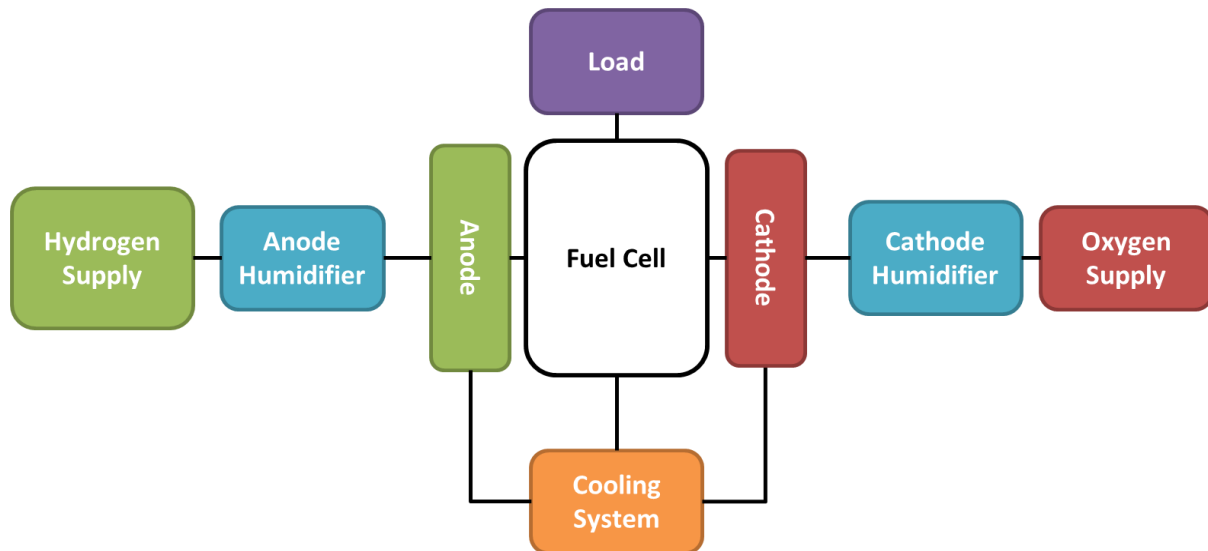 Load
Hydrogen
Supply
Anode
Humidifier
Anode
Fuel Cell
Cathode
Cathode
Humidifier
Oxygen
Supply
Cooling
System